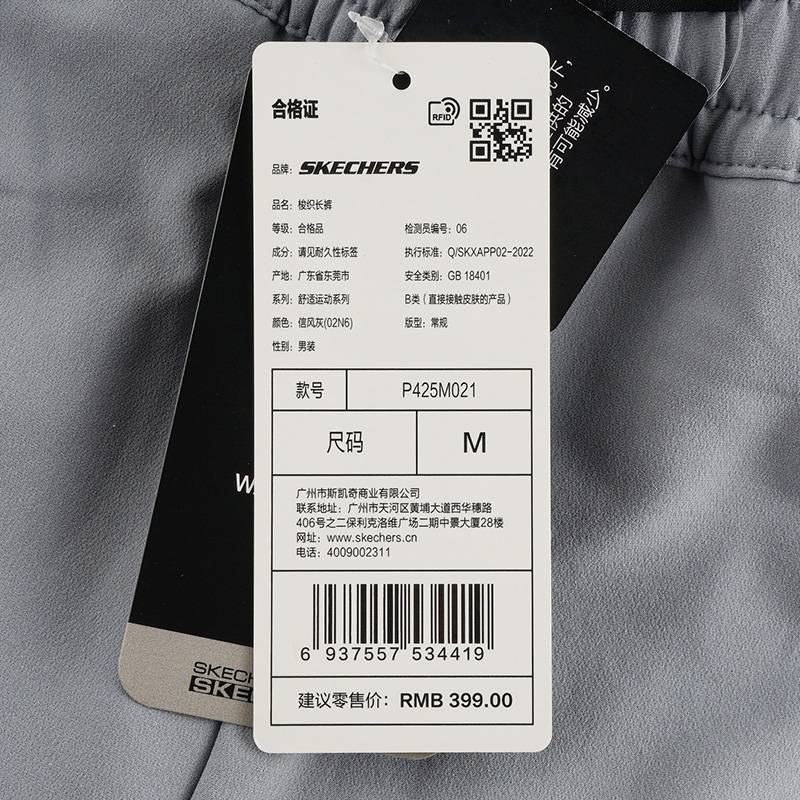 合格证
RFID
品牌: SKECHERS
品名: 梭织长裤
等级: 合格品
检测员编号: 06
成分: 请见耐久性标签
执行标准: Q/SKXAPP02-2022
产地: 广东省东莞市
安全类别: GB 18401
系列: 舒适运动系列
B类（直接接触皮肤的产品）
颜色: 信风灰(02N6)
版型: 常规
性别: 男装
款号 P425M021
尺码 M
广州市斯凯奇商业有限公司
联系地址: 广州市天河区黄埔大道西华穗路
406号之二保利克洛维广场二期中景大厦28楼
网址: www.skechers.cn
电话: 4009002311
6 937557 534419
建议零售价: RMB 399.00
有可能减少。
SKECH
SKE